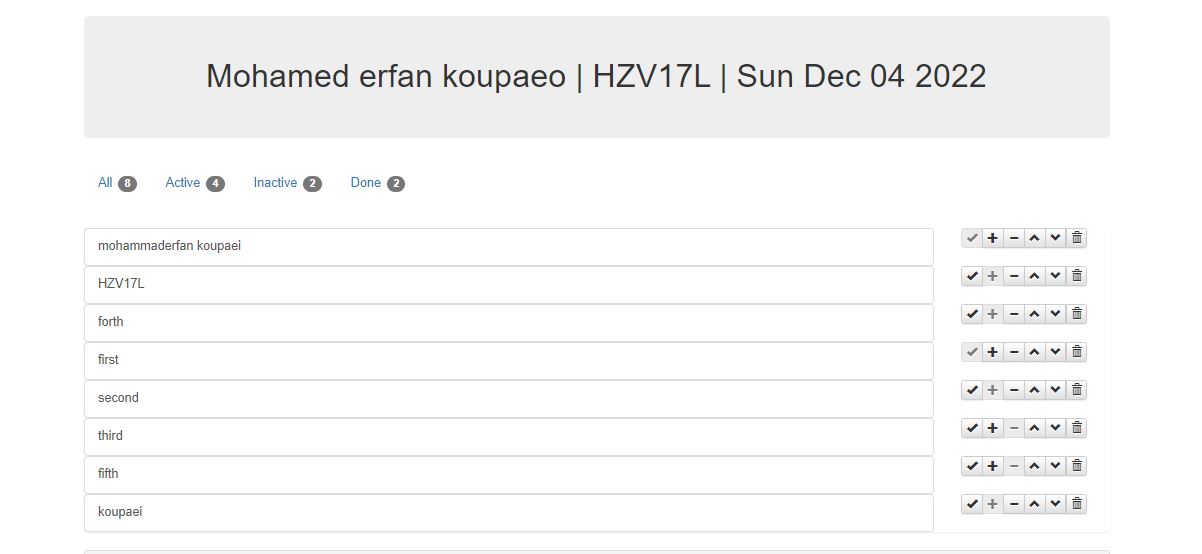 Mohamed erfan koupaeo | HZV17L | Sun Dec 04 2022
All 8 Active 4 Inactive 2 Done 2
mohammaderfan koupaei
HZV17L
forth
first
second
third
fifth
koupaei